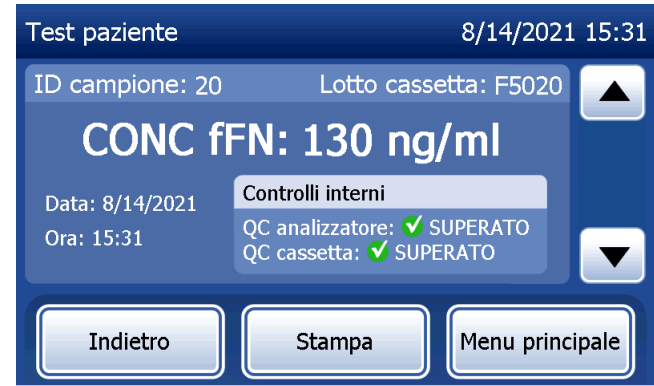 Test paziente 8/14/2021 15:31
ID campione: 20 Lotto cassetta: F5020
CONC fFN: 130 ng/ml
Data: 8/14/2021
Ora: 15:31
Controlli interni
QC analizzatore: SUPERATO
QC cassetta: SUPERATO
Indietro Stampa Menu principale